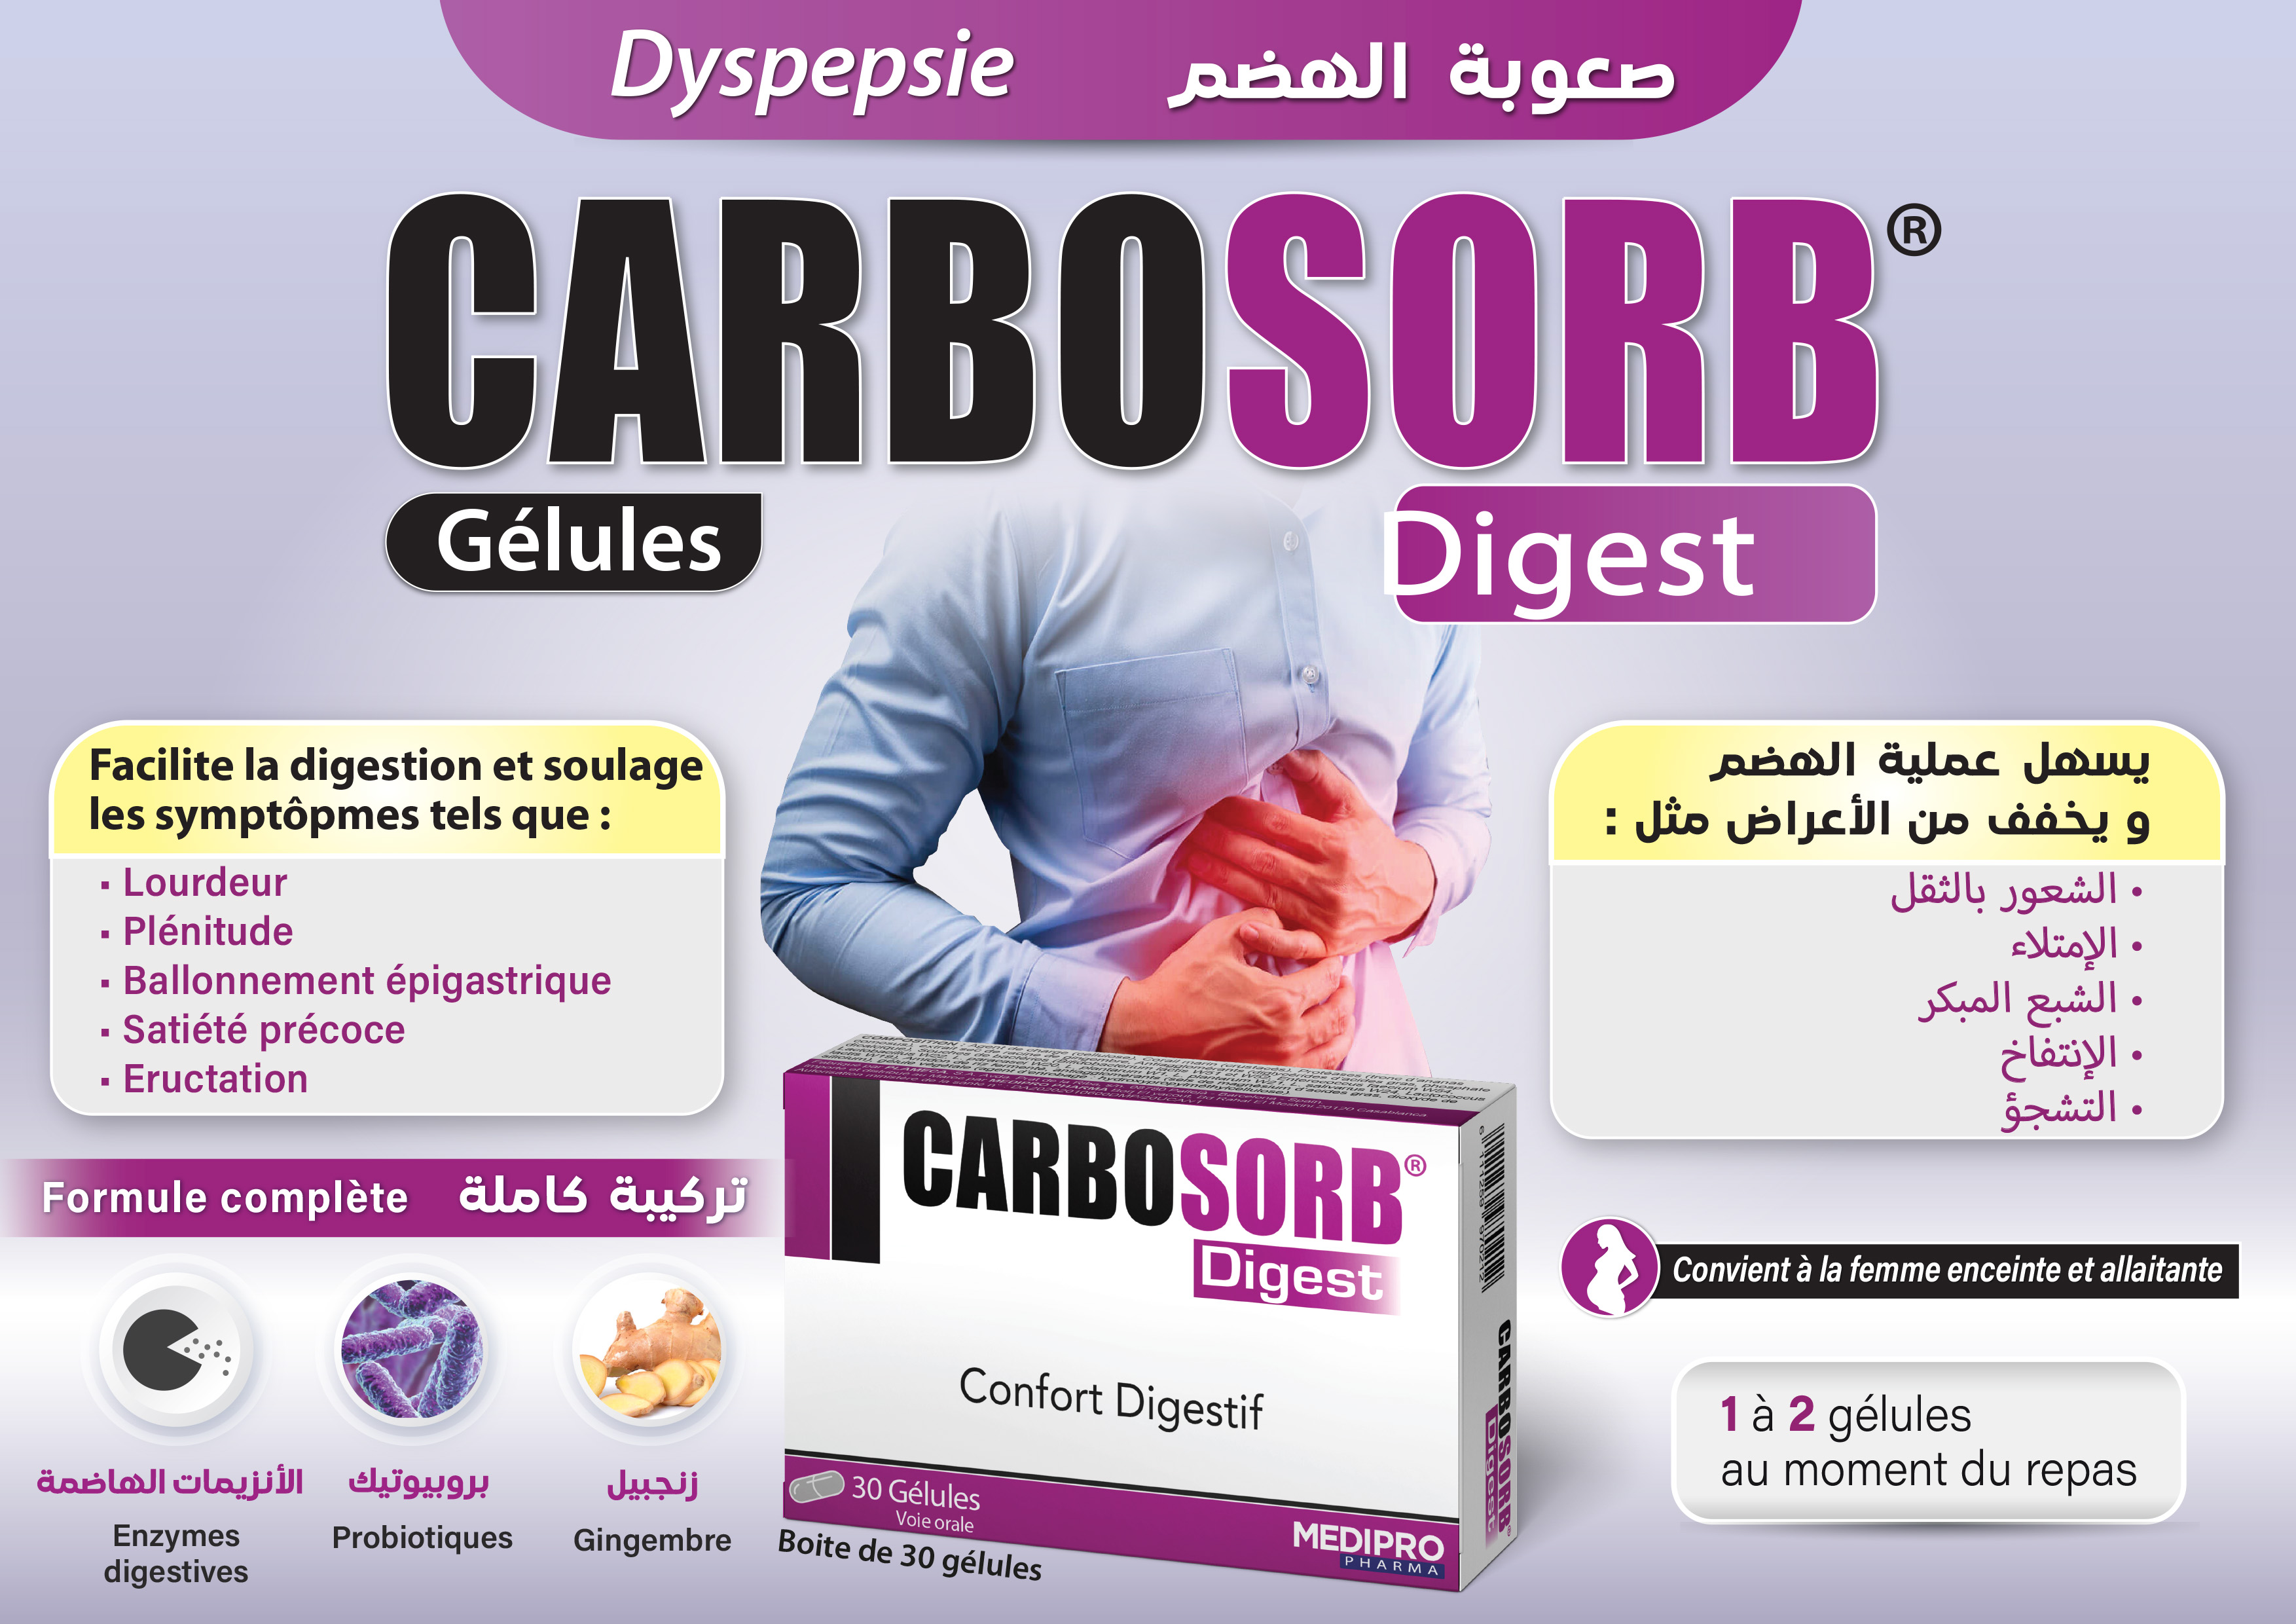 Dyspepsie صعوبة الهضم
CARBOSORB®
Gélules
Digest
Facilite la digestion et soulage
les symptôpmes tels que :
▪ Lourdeur
▪ Plénitude
▪ Ballonnement épigastrique
▪ Satiété précoce
▪ Eructation
يسهل عملية الهضم
و يخفف من الأعراض مثل :
• الشعور بالثقل
• الإمتلاء
• الشبع المبكر
• الإنتفاخ
• التشجؤ
Formule complète تركيبة كاملة
الأنزيمات الهاضمة
Enzymes
digestives
بروبيوتيك
Probiotiques
زنجبيل
Gingembre
CARBOSORB®
Digest
Confort Digestif
30 Gélules
Voie orale
MEDIPRO
PHARMA
CARBOSORB®
Digest
Boite de 30 gélules
Convient à la femme enceinte et allaitante
1 à 2 gélules
au moment du repas